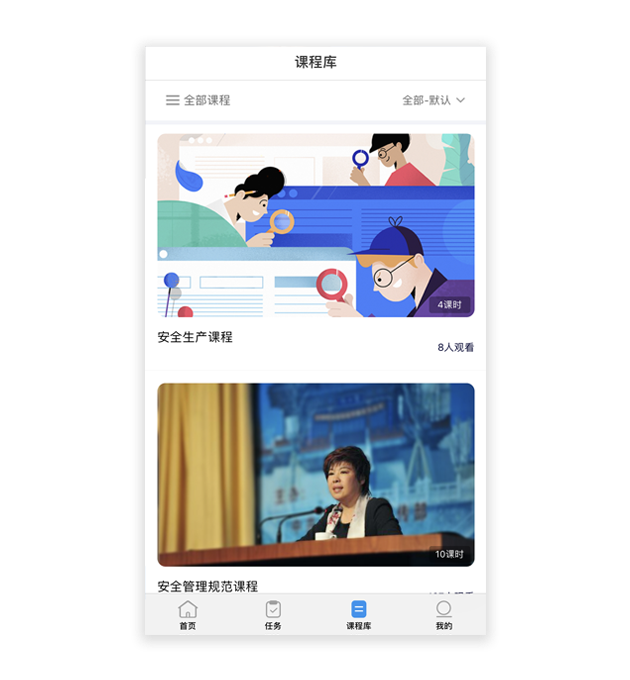 课程库
全部课程
全部-默认
4课时
安全生产课程
8人观看
10课时
安全管理规范课程
首页
任务
课程库
我的